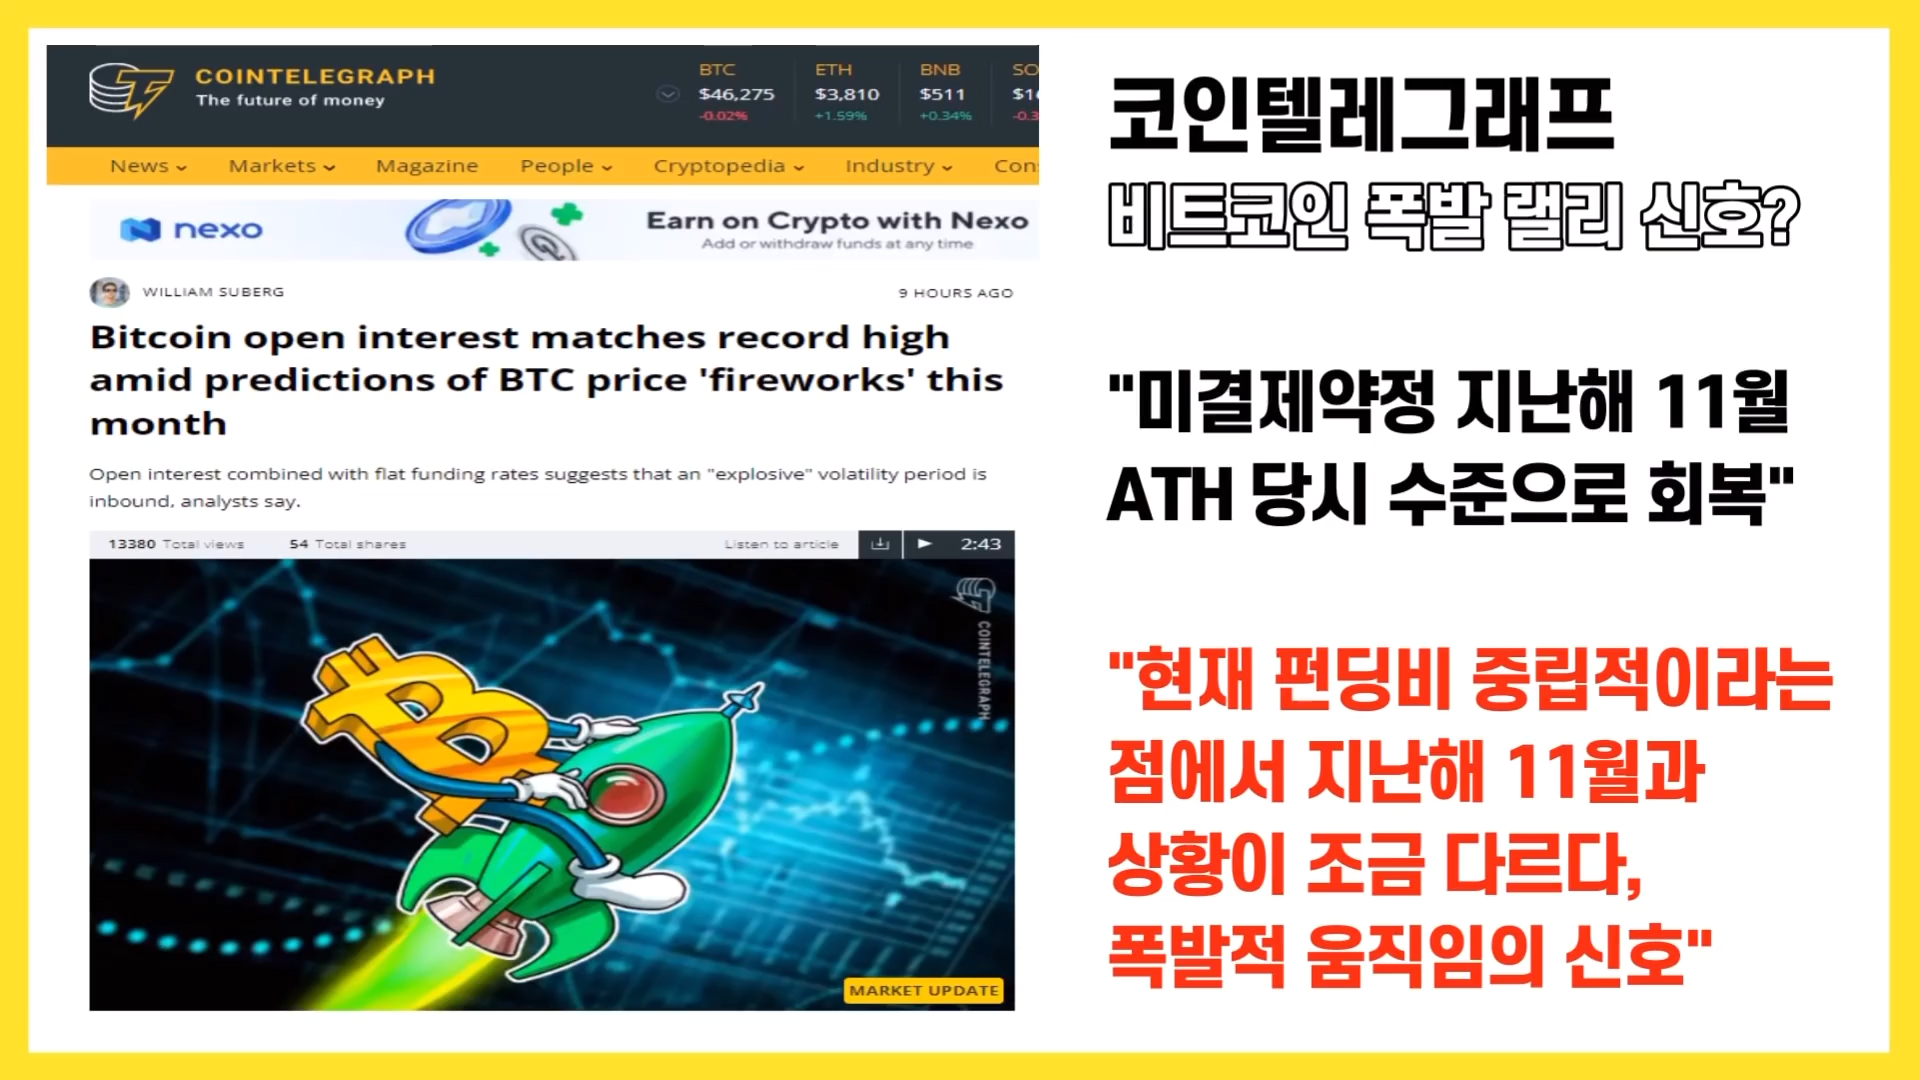 COINTELEGRAPH
The future of money
BTC ETH BNB SO
$46,275 $3,810 $511 $16
-0.02% +1.59% +0.34% -0.3
News Markets Magazine People Cryptopedia Industry Con
nexo
Earn on Crypto with Nexo
Add or withdraw funds at any time
WILLIAM SUBERG
9 HOURS AGO
Bitcoin open interest matches record high
amid predictions of BTC price 'fireworks' this
month
Open interest combined with flat funding rates suggests that an "explosive" volatility period is
inbound, analysts say.
13380 Total views 54 Total shares Listen to article 2:43
COINTELEGRAPH
MARKET UPDATE
코인텔레그래프
비트코인 폭발 랠리 신호?
"미결제약정 지난해 11월
ATH 당시 수준으로 회복"
"현재 펀딩비 중립적이라는
점에서 지난해 11월과
상황이 조금 다르다,
폭발적 움직임의 신호"